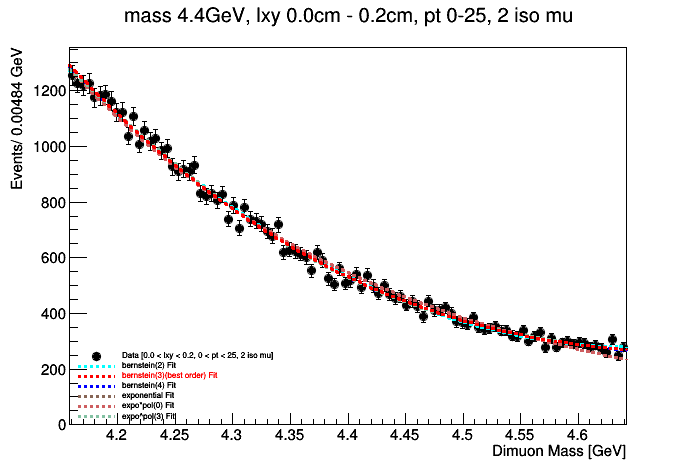 mass 4.4GeV, lxy 0.0cm - 0.2cm, pt 0-25, 2 iso mu
Events/ 0.00484 GeV
1200
1000
800
600
400
200
0
Data [0.0 < lxy < 0.2, 0 < pt < 25, 2 iso mu]
bernstein(2) Fit
bernstein(3)(best order) Fit
bernstein(4) Fit
exponential Fit
expo*pol(0) Fit
expo*pol(3) Fit
4.2 4.25 4.3 4.35 4.4 4.45 4.5 4.55 4.6
Dimuon Mass [GeV]